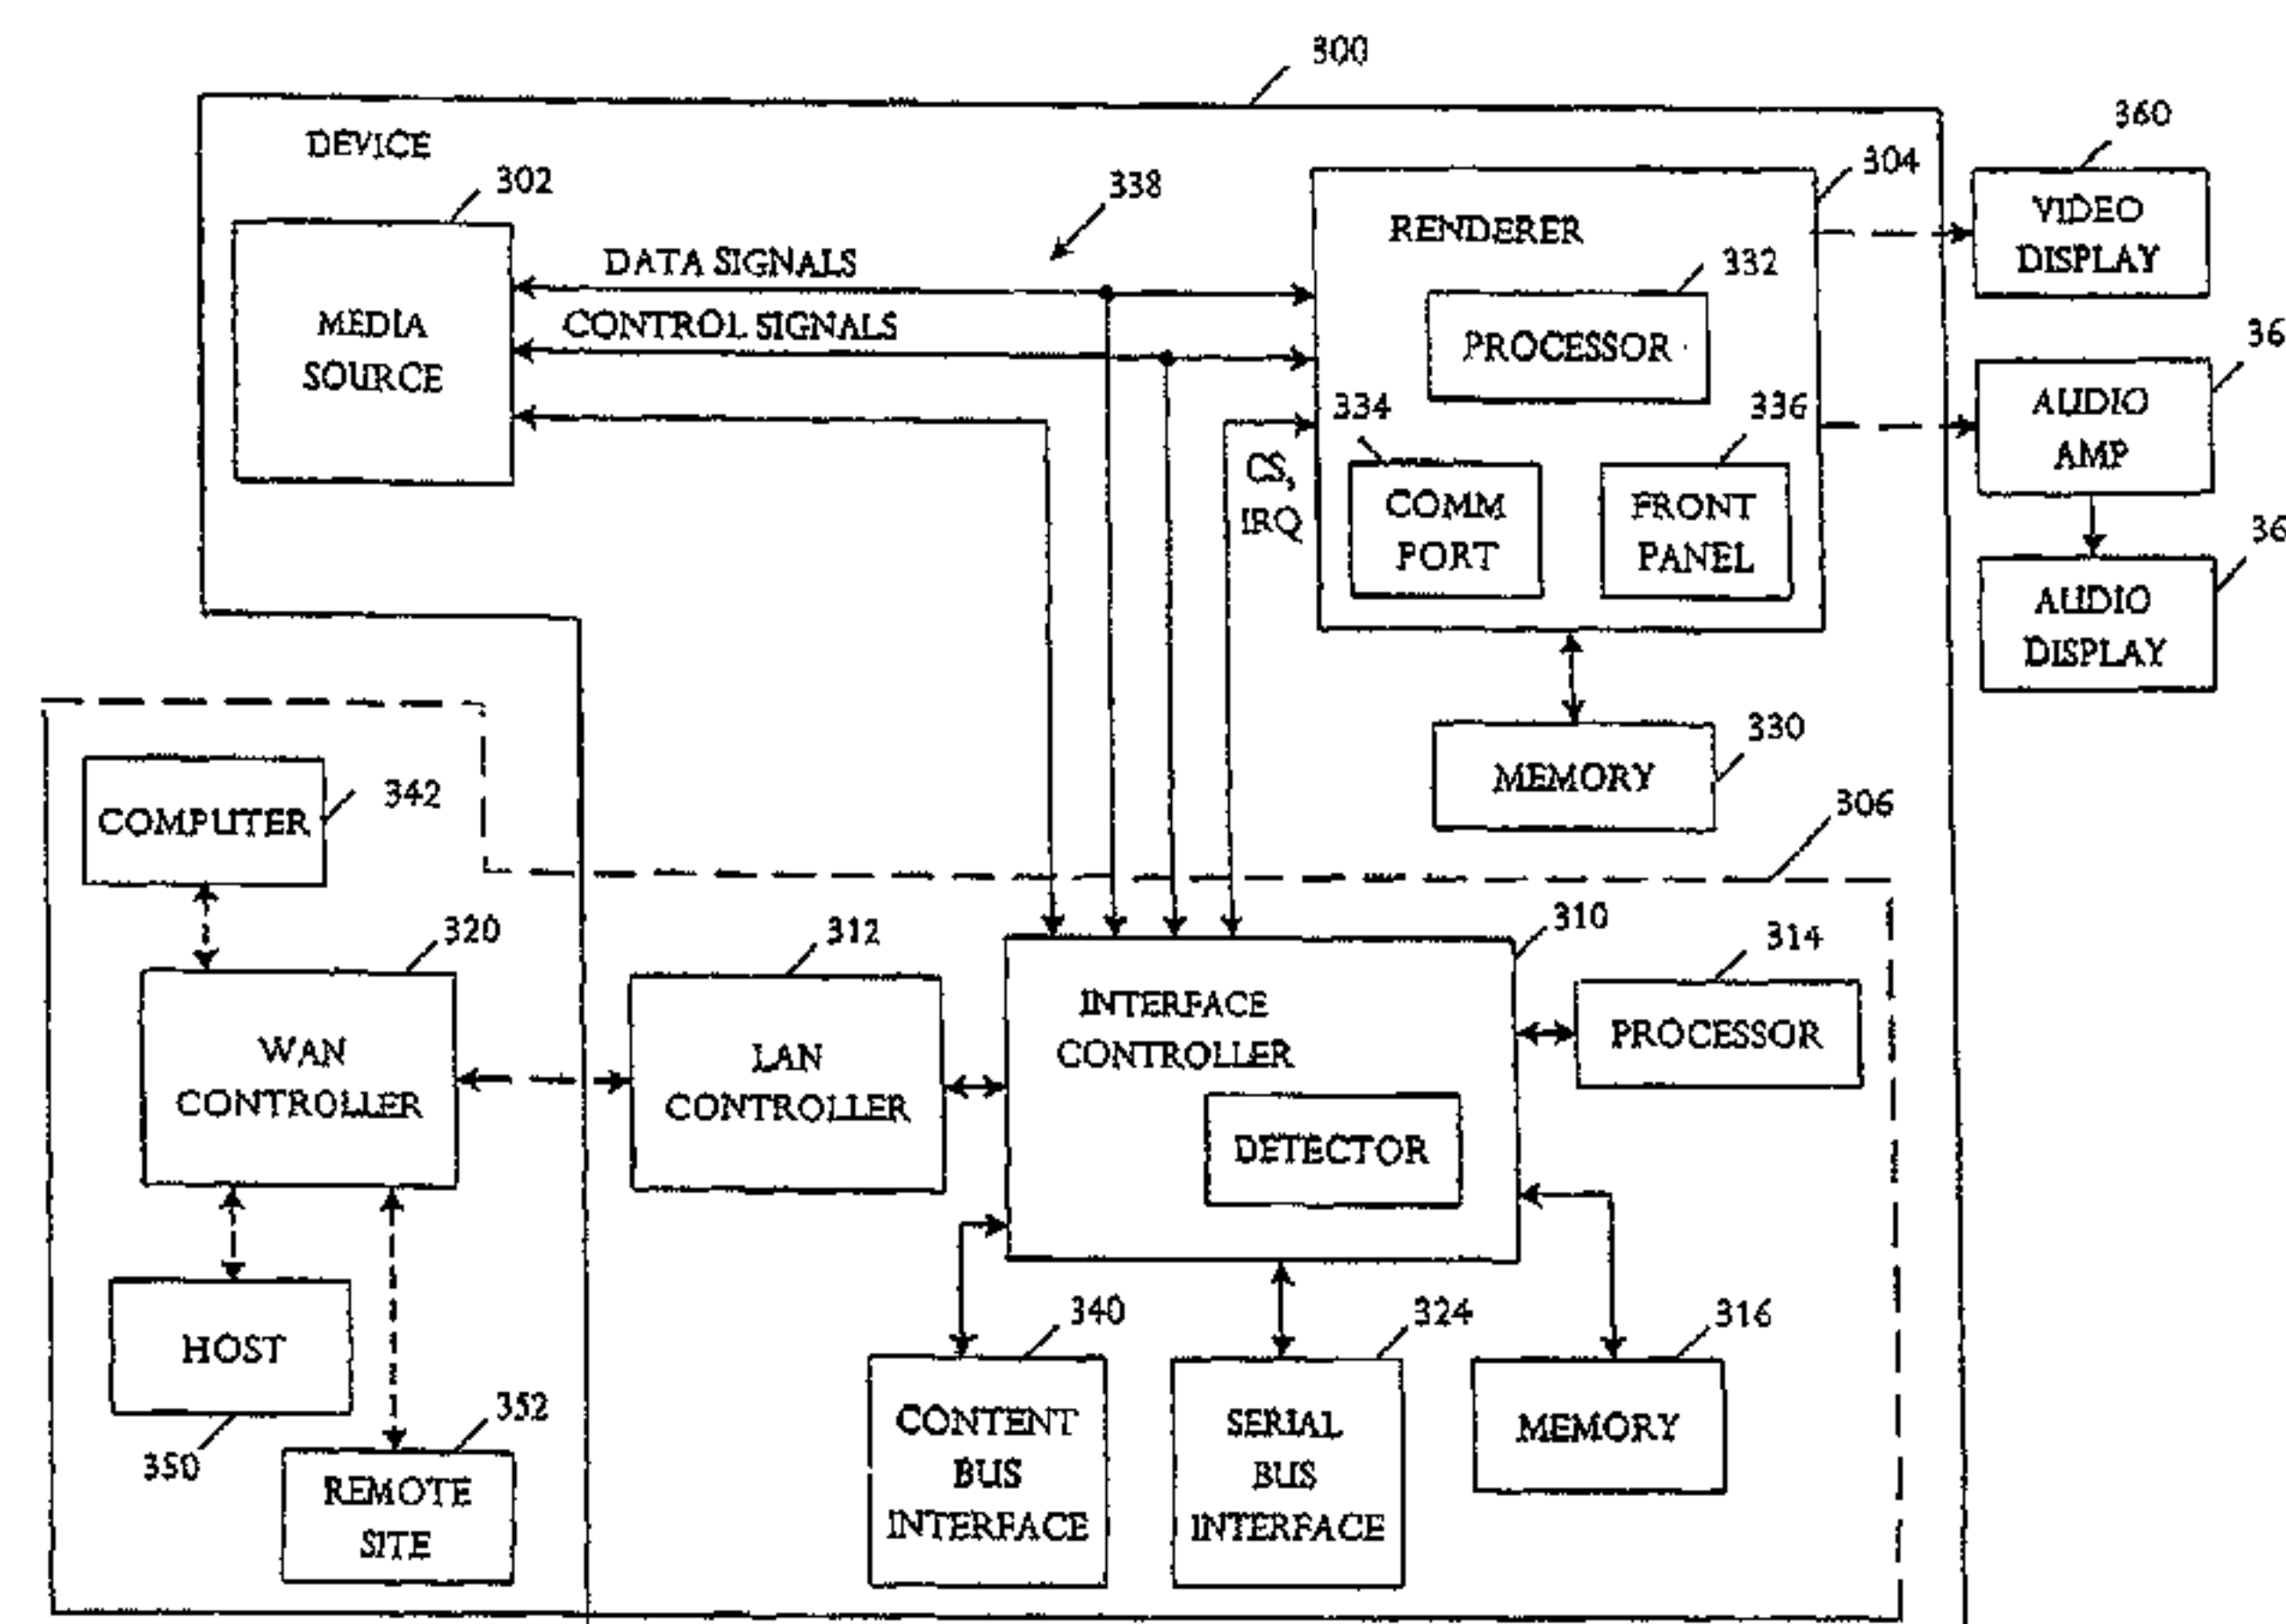 300
DEVICE
360
302
338
304
VIDEO
DISPLAY
RENDERER
DATA SIGNALS
332
MEDIA
SOURCE
CONTROL SIGNALS
PROCESSOR
36
AUDIO
AMP
334
336
CS,
IRQ
COMM
PORT
FRONT
PANEL
36
AUDIO
DISPLAY
330
MEMORY
306
COMPUTER
342
320
312
310
314
WAN
CONTROLLER
LAN
CONTROLLER
INTERFACE
CONTROLLER
PROCESSOR
DETECTOR
340
324
316
HOST
350
352
REMOTE
SITE
CONTENT
BUS
INTERFACE
SERIAL
BUS
INTERFACE
MEMORY